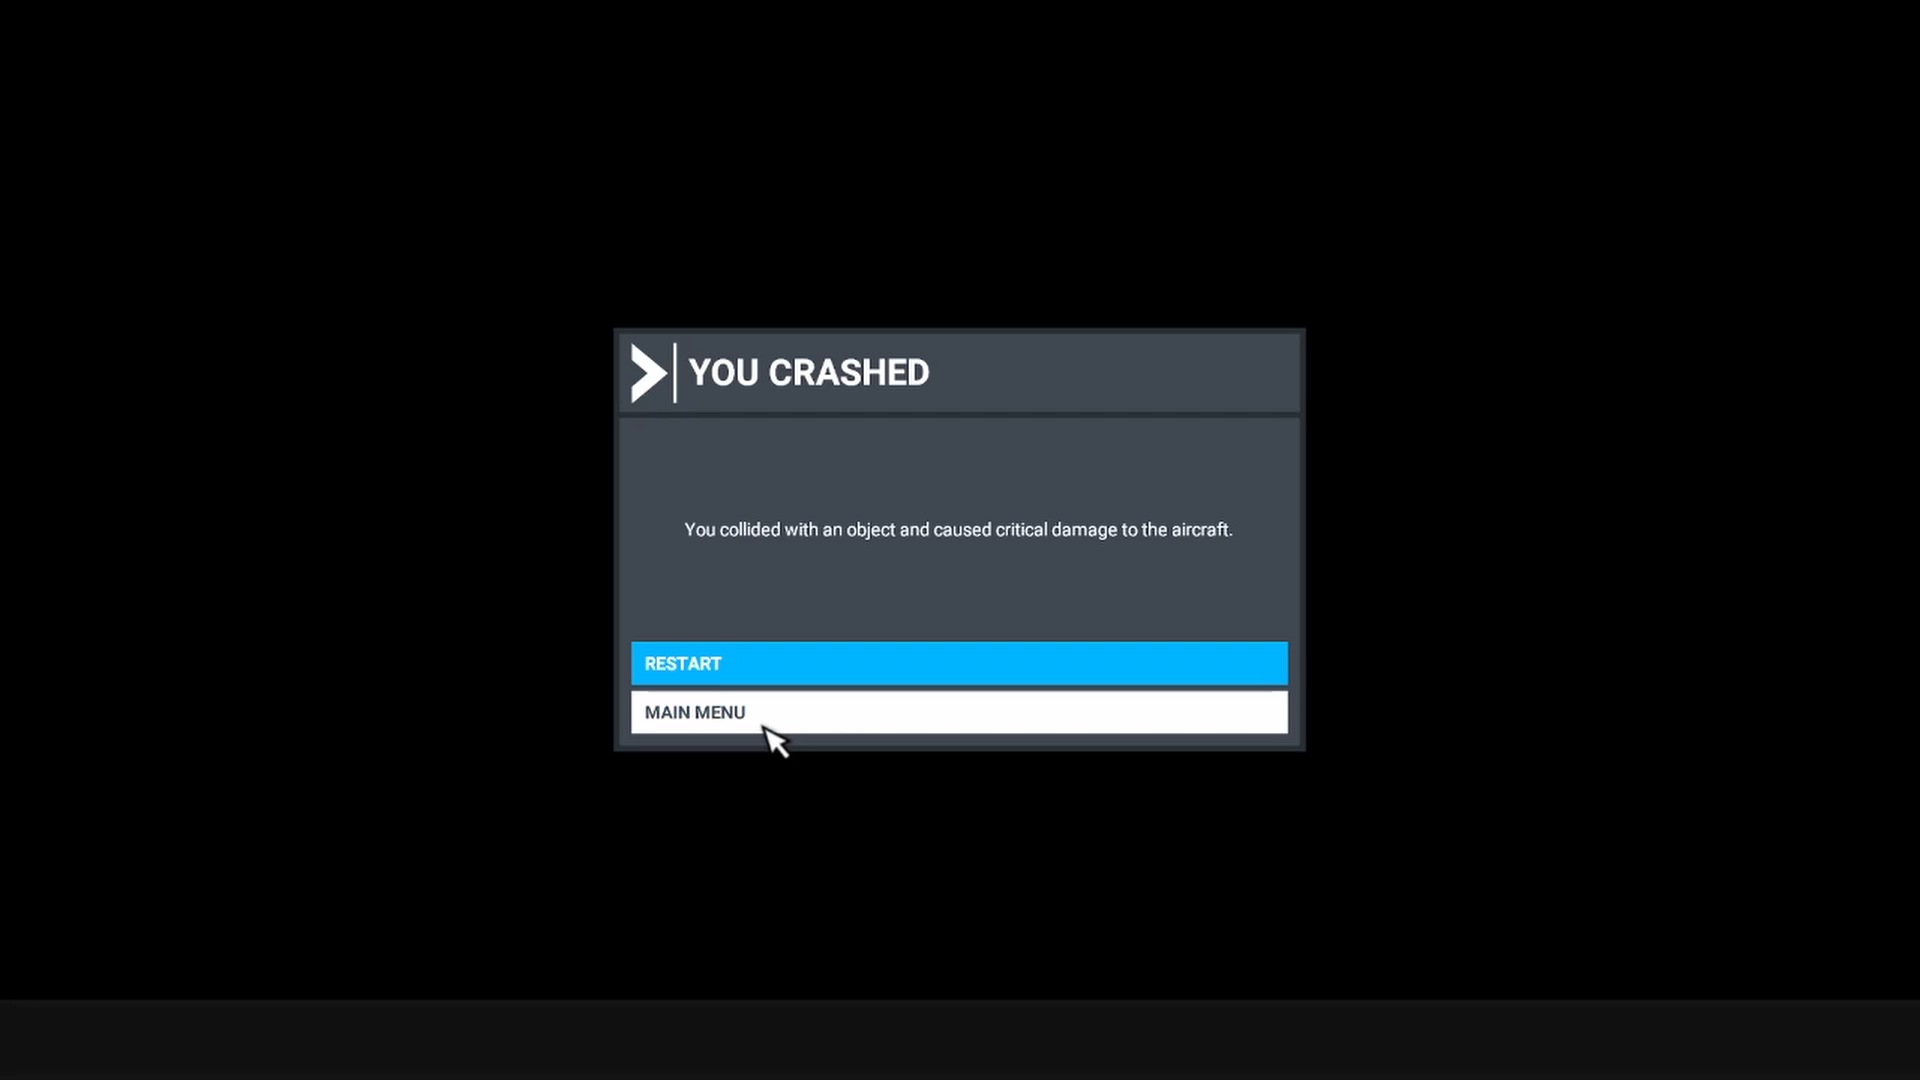 YOU CRASHED
You collided with an object and caused critical damage to the aircraft.
RESTART
MAIN MENU